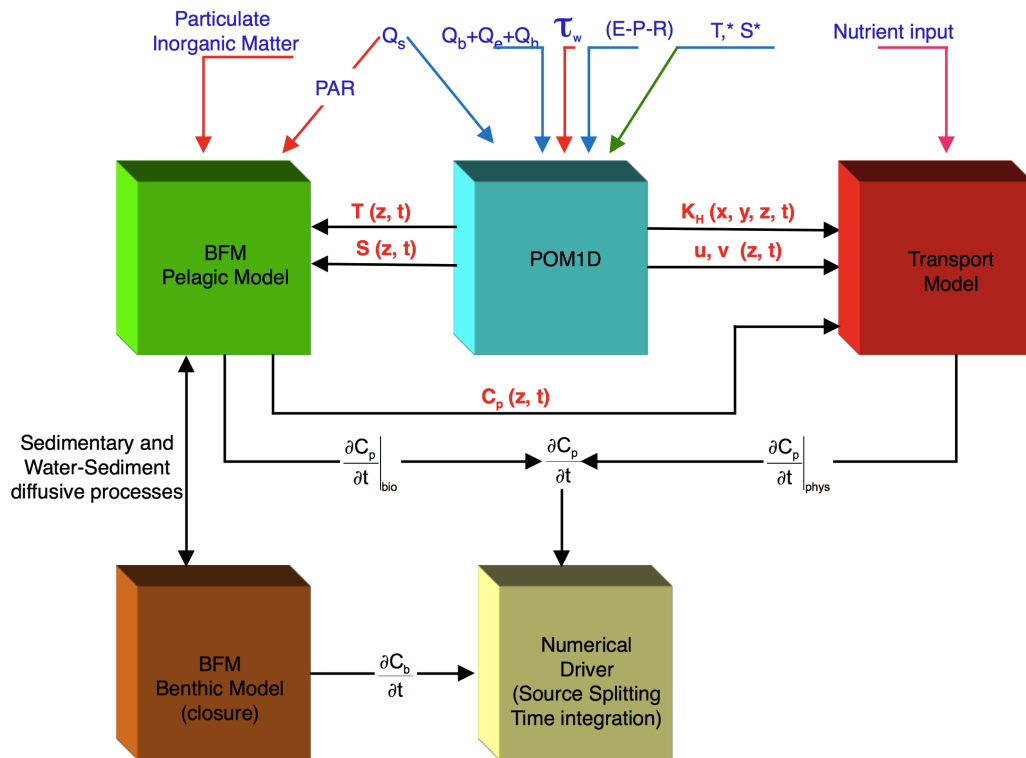 Particulate
Inorganic Matter
Qs
Qb+Qe+Qh
τw
(E-P-R)
T,* S*
Nutrient input
PAR
T (z, t)
S (z, t)
KH (x, y, z, t)
u, v (z, t)
BFM
Pelagic Model
POM1D
Transport
Model
Cp (z, t)
Sedimentary and
Water-Sediment
diffusive processes
∂Cp/∂t|bio
∂Cp/∂t
∂Cp/∂t|phys
BFM
Benthic Model
(closure)
∂Cb/∂t
Numerical
Driver
(Source Splitting
Time integration)